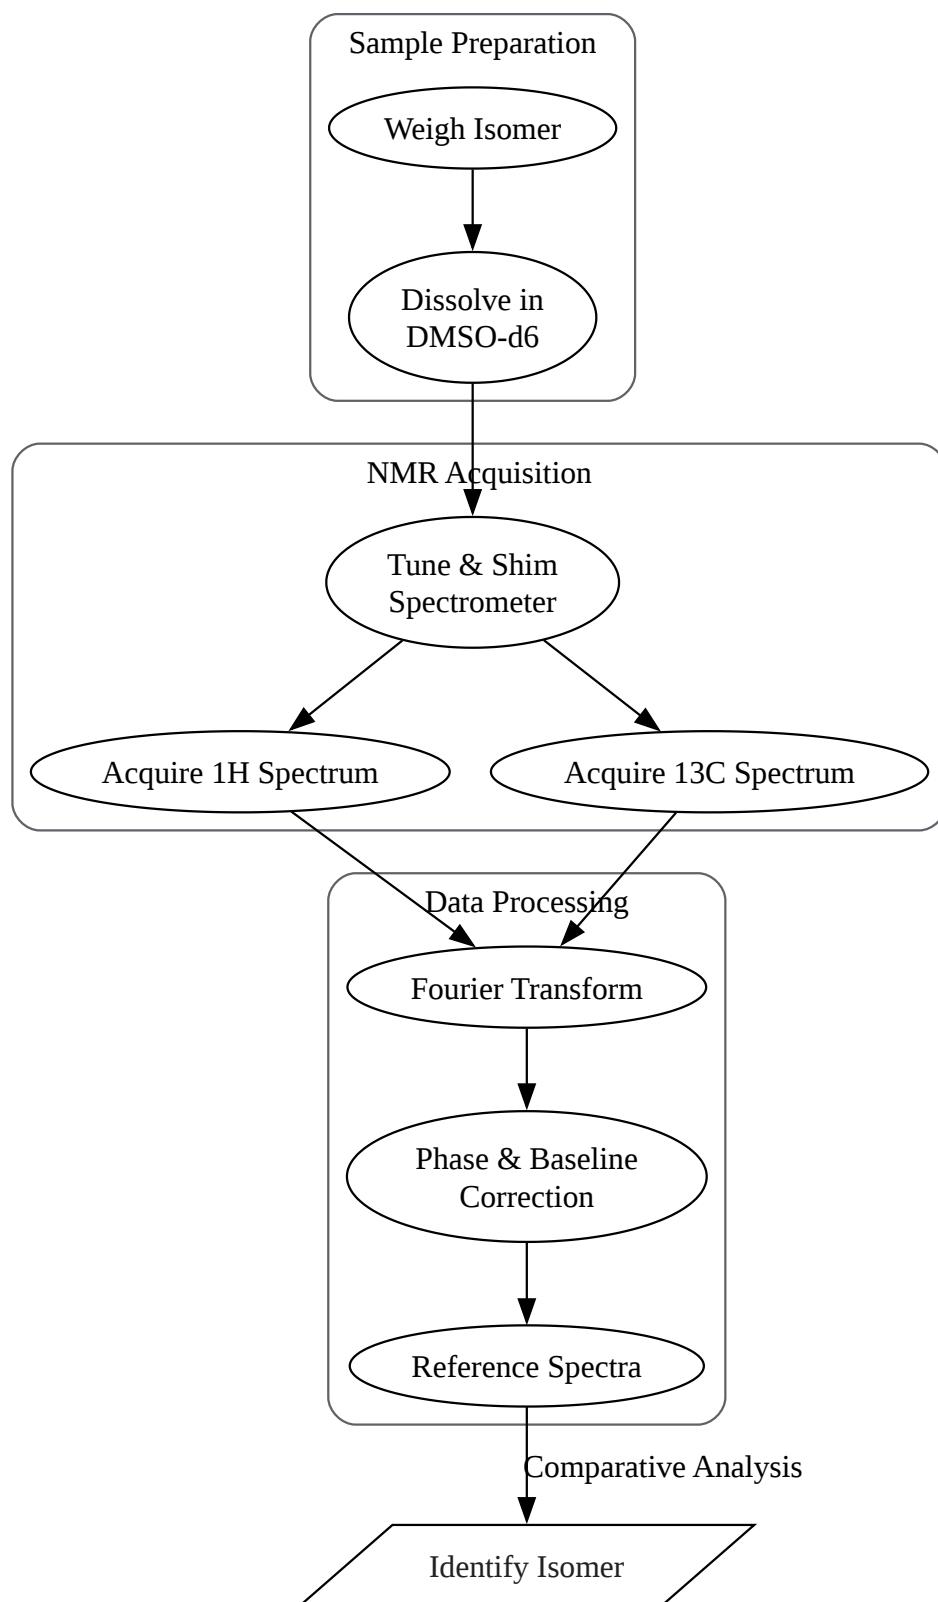 Sample Preparation
Weigh Isomer
Dissolve in
DMSO-d6
NMR Acquisition
Tune & Shim
Spectrometer
Acquire 1H Spectrum
Acquire 13C Spectrum
Data Processing
Fourier Transform
Phase & Baseline
Correction
Reference Spectra
Comparative Analysis
Identify Isomer